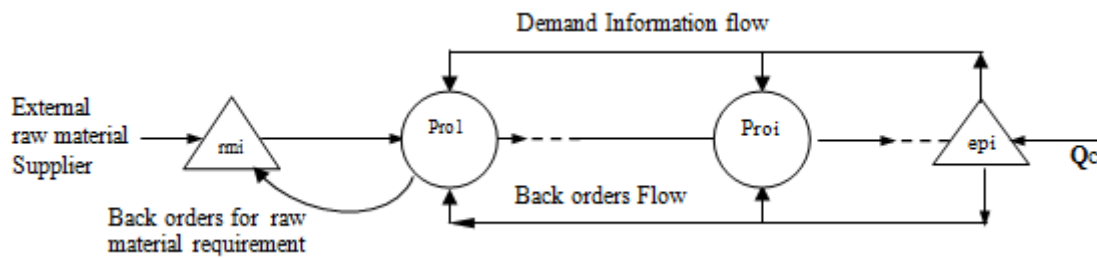 Demand Information flow
External
raw material
Supplier
rmi
Pro1
Proi
epi
Qc
Back orders Flow
Back orders for raw
material requirement